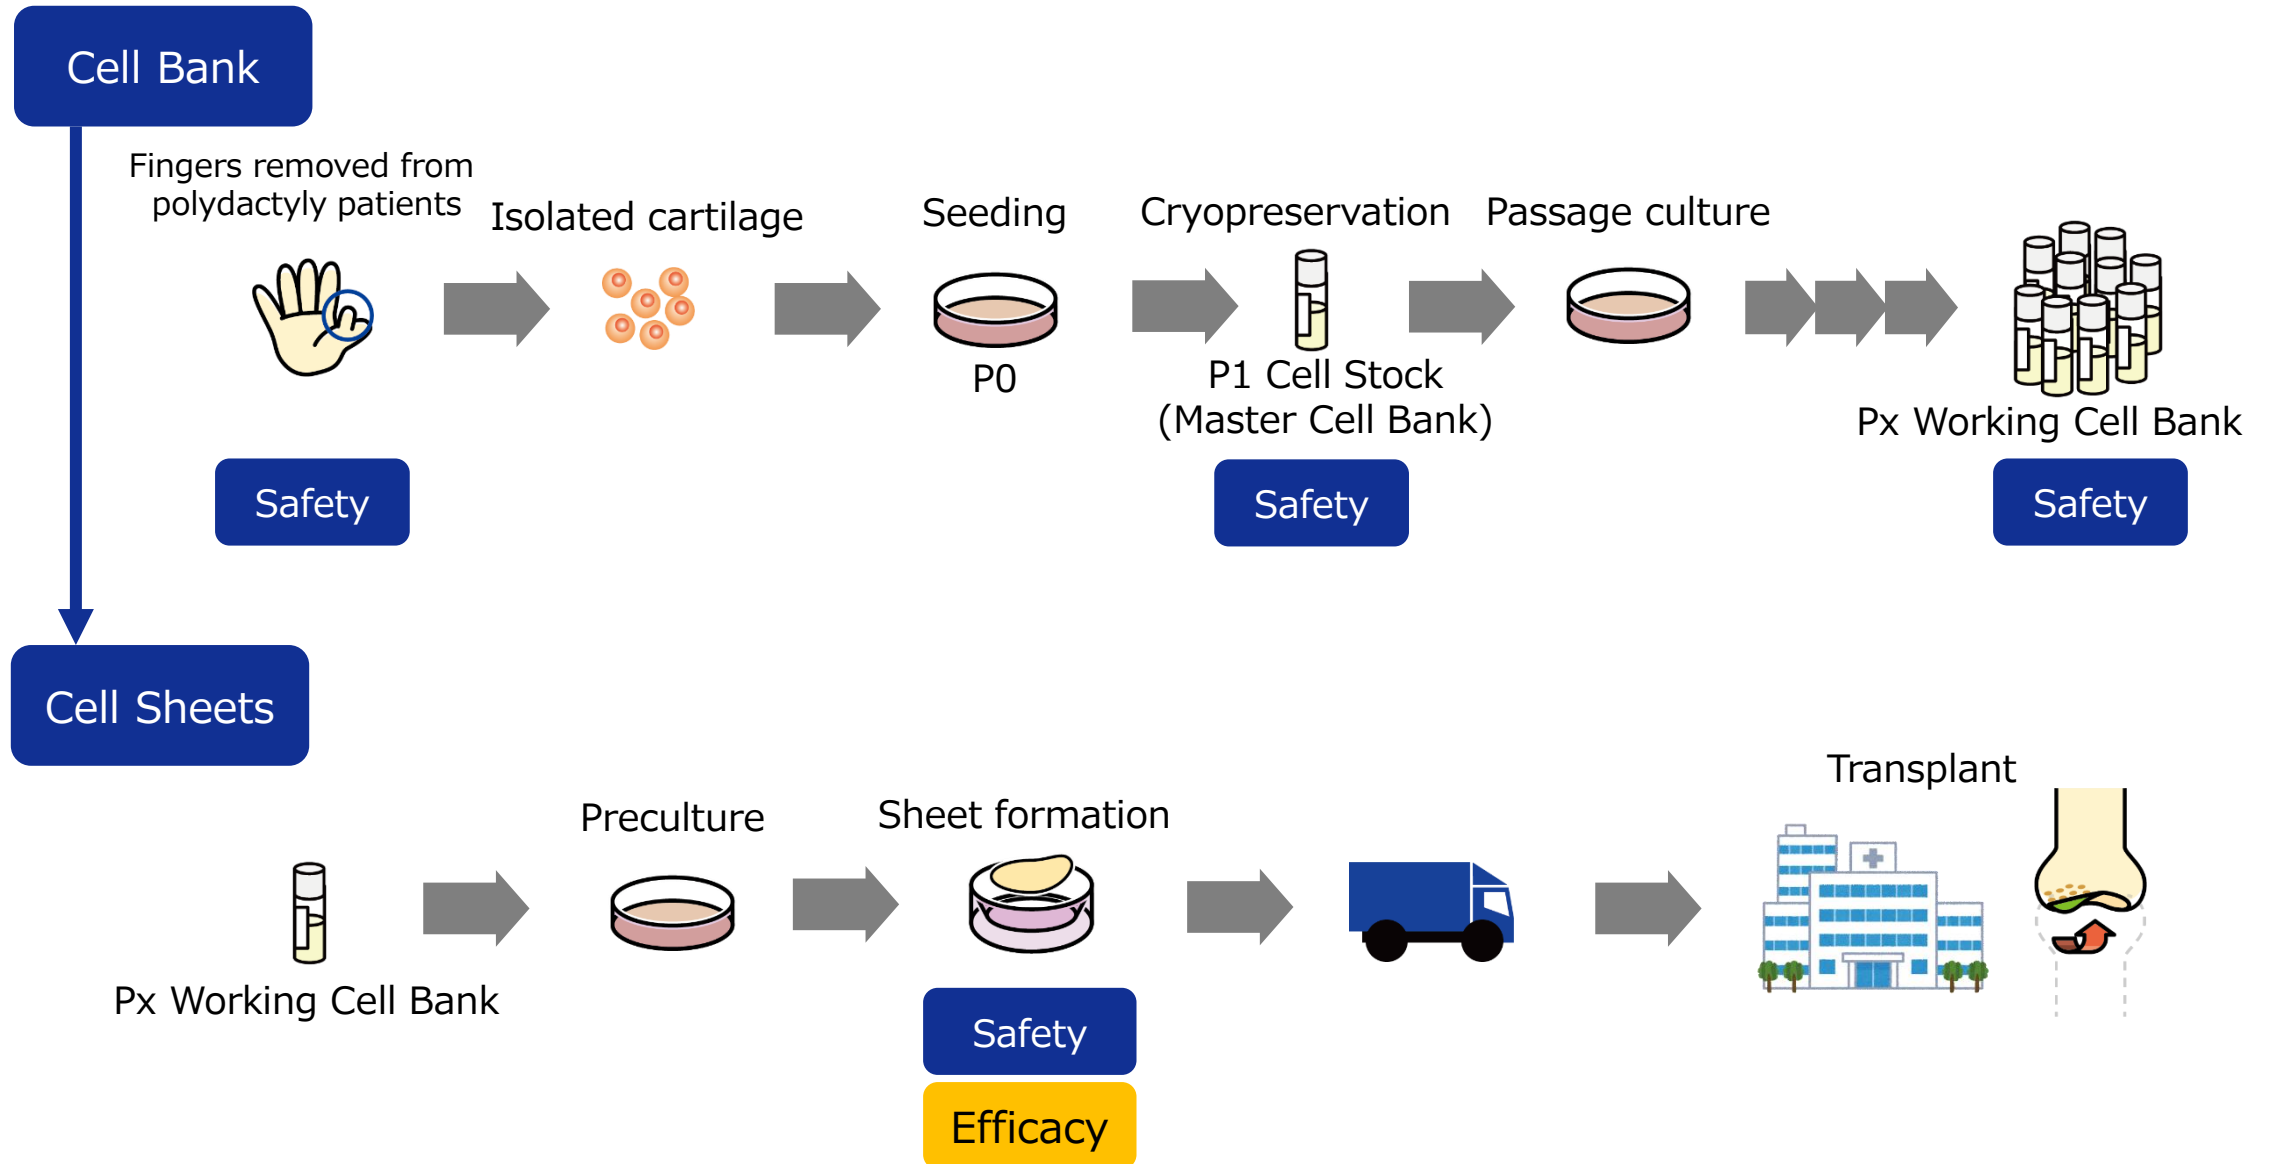 Cell Bank
Fingers removed from
polydactyly patients
Isolated cartilage
Seeding
P0
Cryopreservation
P1 Cell Stock
(Master Cell Bank)
Passage culture
Px Working Cell Bank
Safety
Safety
Safety
Cell Sheets
Px Working Cell Bank
Preculture
Sheet formation
Safety
Efficacy
Transplant